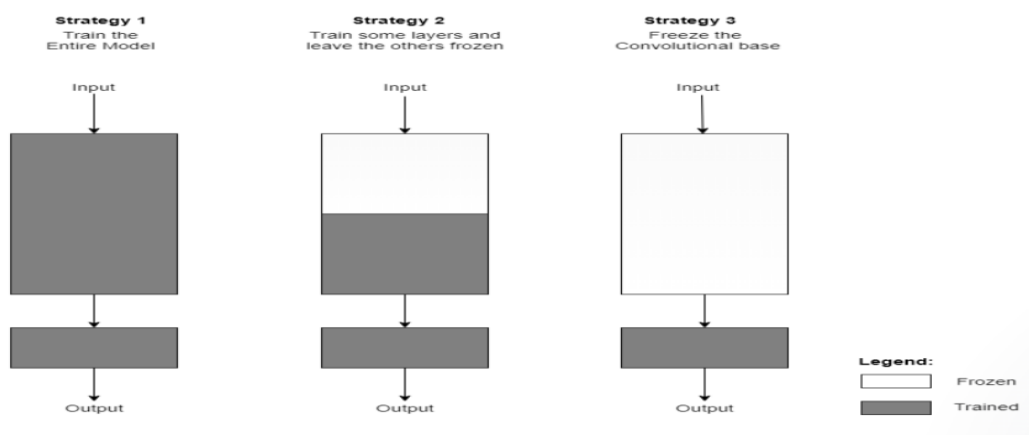 Strategy 1
Train the
Entire Model
Input
Output
Strategy 2
Train some layers and
leave the others frozen
Input
Output
Strategy 3
Freeze the
Convolutional base
Input
Output
Legend:
Frozen
Trained